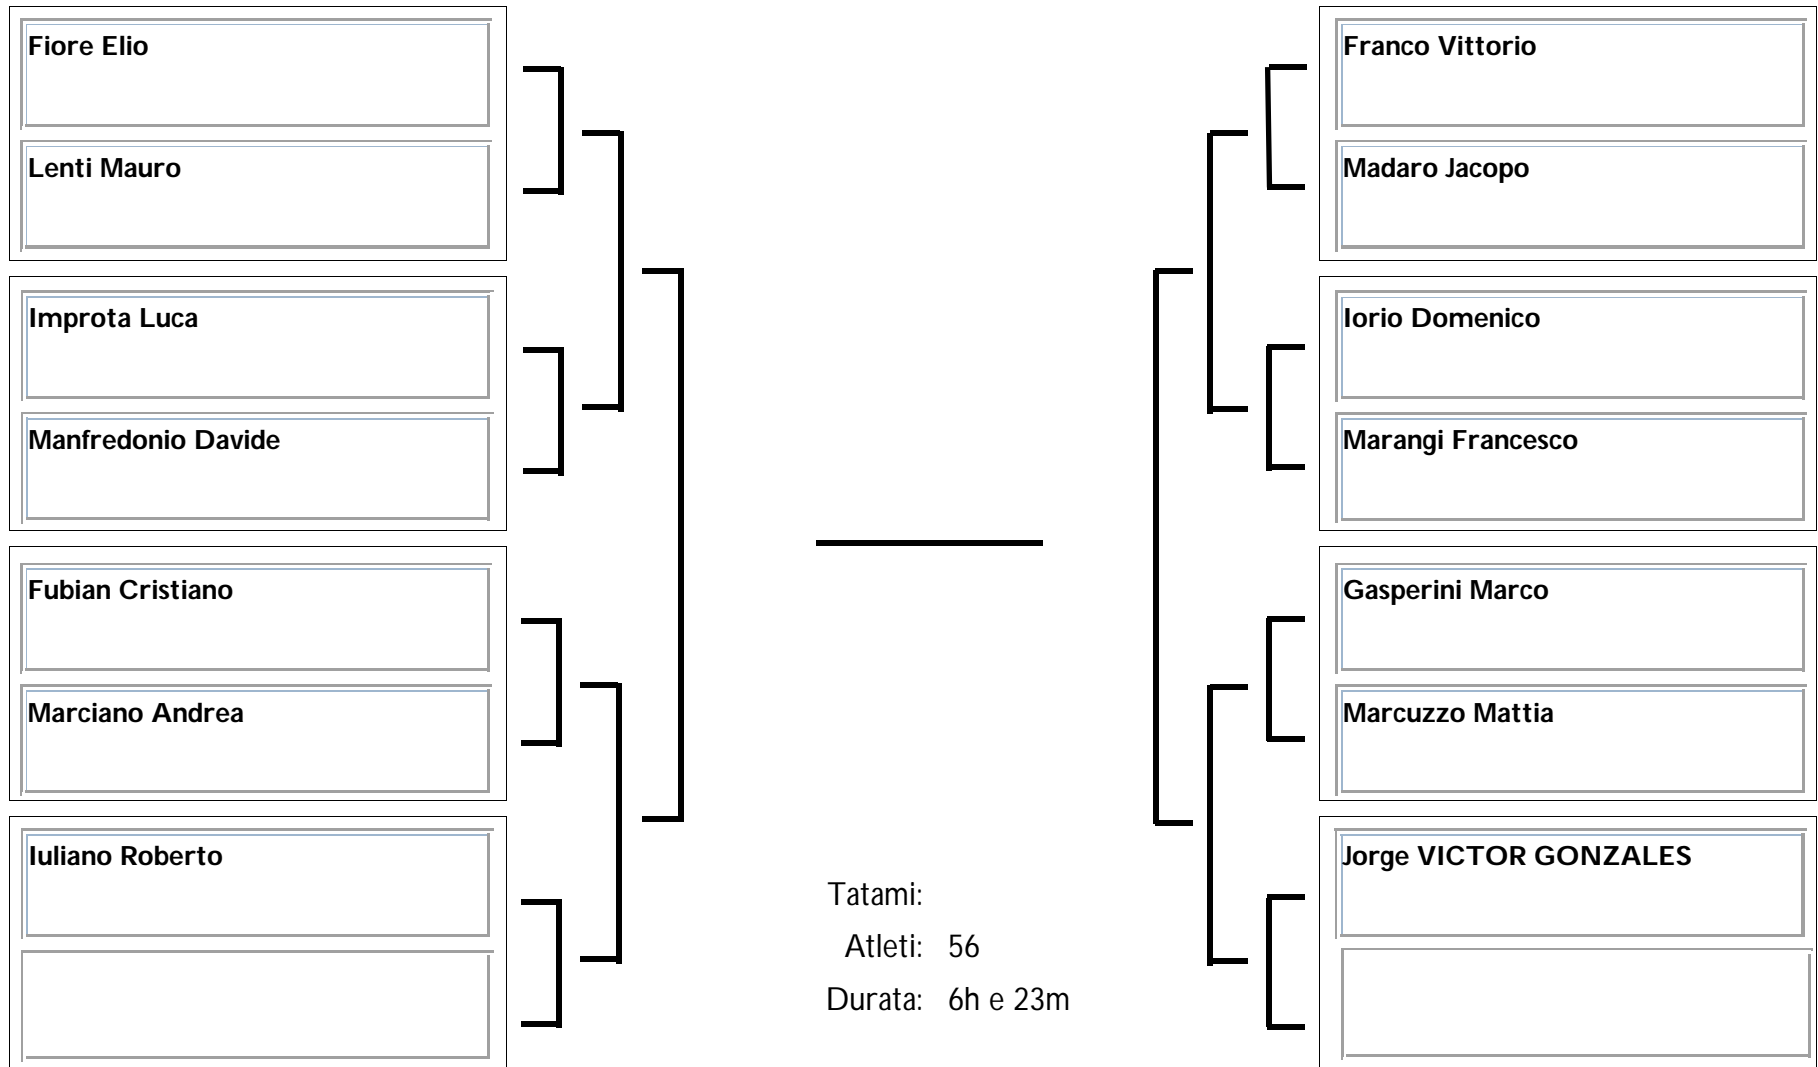 Fiore Elio
Lenti Mauro
Improta Luca
Manfredonio Davide
Fubian Cristiano
Marciano Andrea
Iuliano Roberto
Tatami:
Atleti: 56
Durata: 6h e 23m
Franco Vittorio
Madaro Jacopo
Iorio Domenico
Marangi Francesco
Gasperini Marco
Marcuzzo Mattia
Jorge VICTOR GONZALES